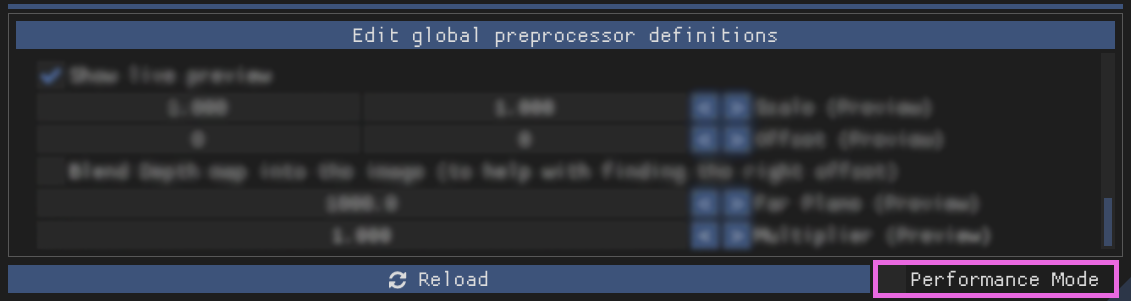 Edit global preprocessor definitions
Show live preview
1.000 1.000 < > Scale (Preview)
0 0 < > Offset (Preview)
Blend Depth map into the image (to help with finding the right offset)
1000.0 < > Far Plane (Preview)
1.000 < > Multiplier (Preview)
Reload Performance Mode